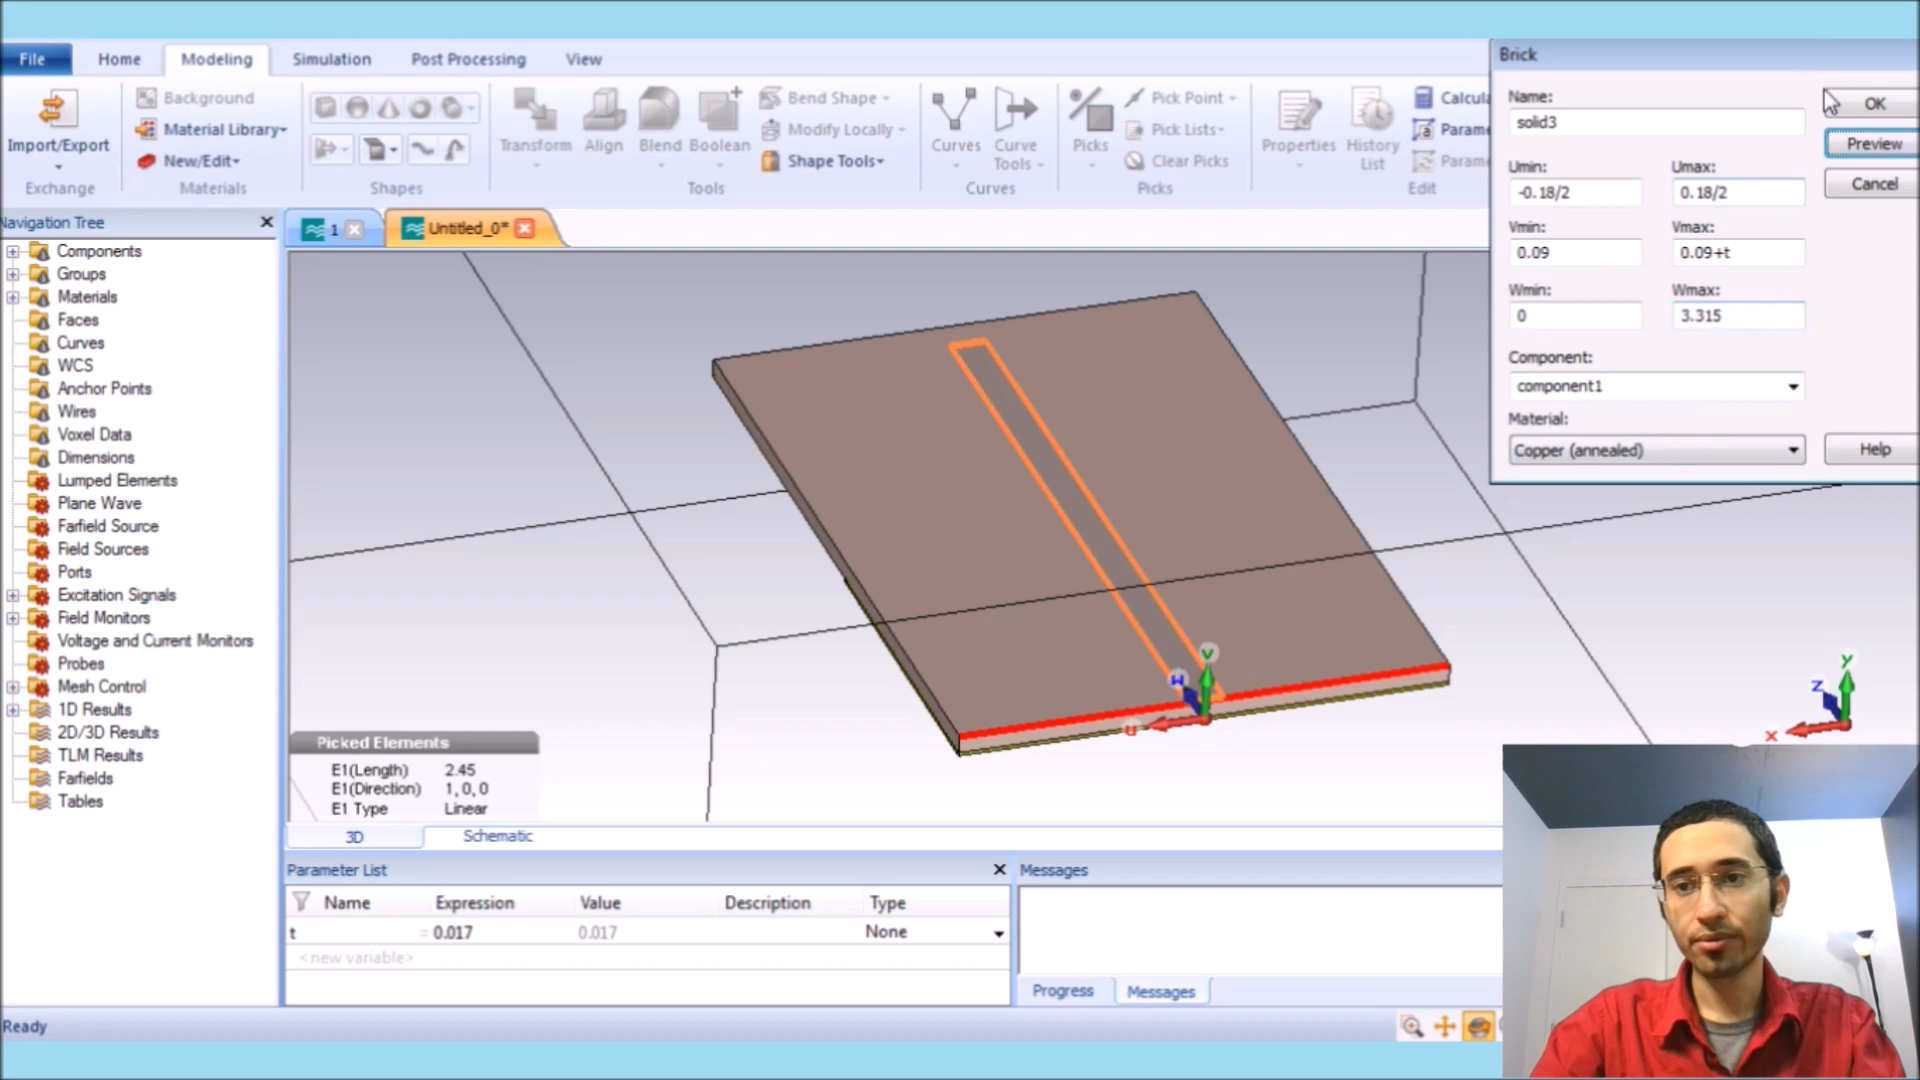 File Home Modeling Simulation Post Processing View
Import/Export
Exchange
Background
Material Library
New/Edit
Materials
Shapes
Transform Align Blend Boolean
Bend Shape
Modify Locally
Shape Tools
Tools
Curves
Curve Tools
Curves
Picks
Pick Point
Pick Lists
Clear Picks
Picks
Properties
History List
Edit
Brick
Name:
solid3
Umin: Umax:
-0.18/2 0.18/2
Vmin: Vmax:
0.09 0.09+t
Wmin: Wmax:
0 3.315
Component:
component1
Material:
Copper (annealed)
OK
Preview
Cancel
Help
Navigation Tree
Components
Groups
Materials
Faces
Curves
WCS
Anchor Points
Wires
Voxel Data
Dimensions
Lumped Elements
Plane Wave
Farfield Source
Field Sources
Ports
Excitation Signals
Field Monitors
Voltage and Current Monitors
Probes
Mesh Control
1D Results
2D/3D Results
TLM Results
Farfields
Tables
1
Untitled_0*
v
w
u
y
z
x
Picked Elements
E1(Length) 2.45
E1(Direction) 1, 0, 0
E1 Type Linear
3D Schematic
Parameter List
Name Expression Value Description Type
t = 0.017 0.017 None
<new variable>
Messages
Progress Messages
Ready